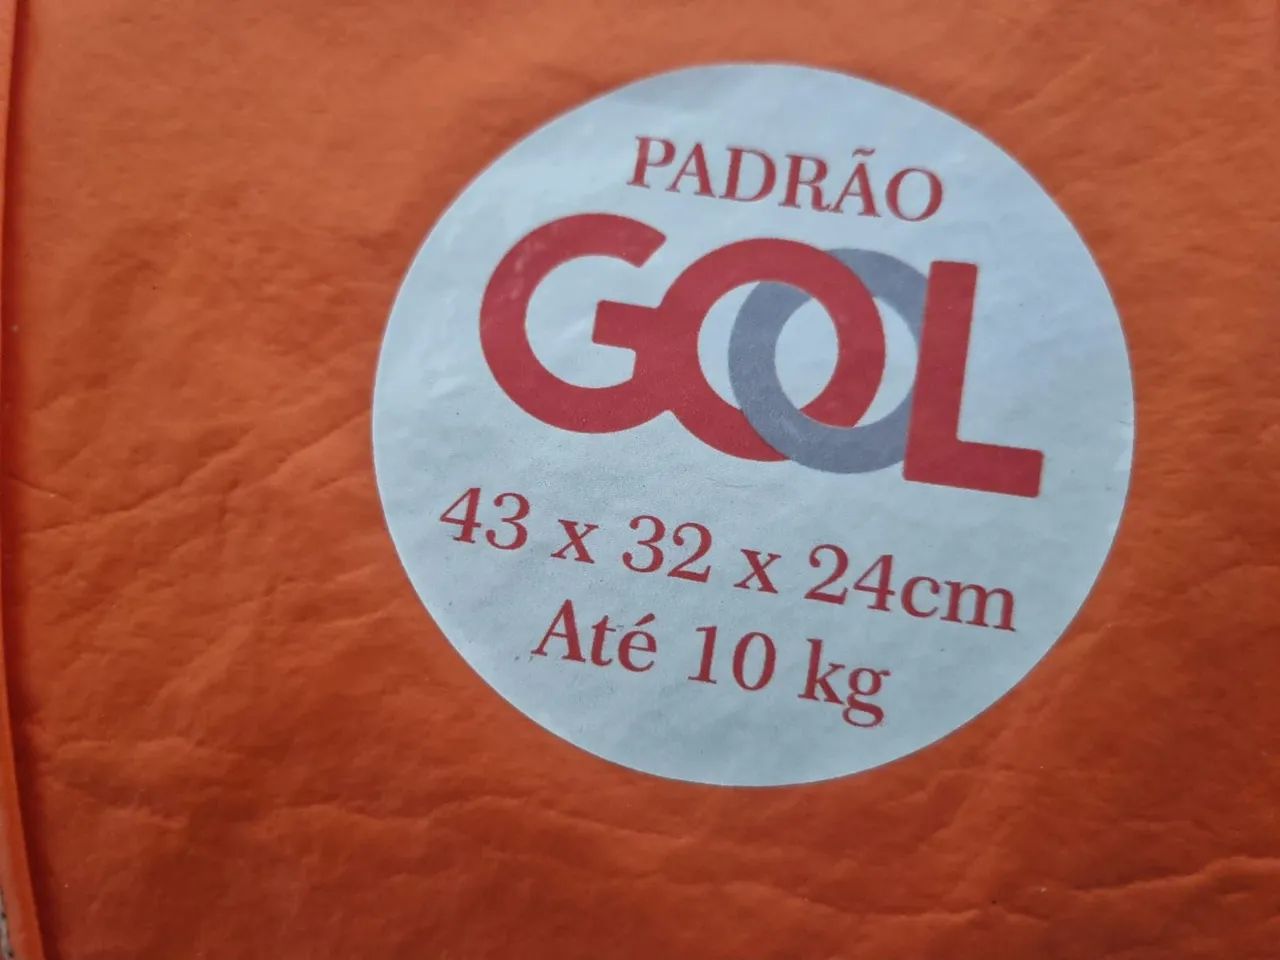 PADRÃO
GOL
43 x 32 x 24cm
Até 10 kg